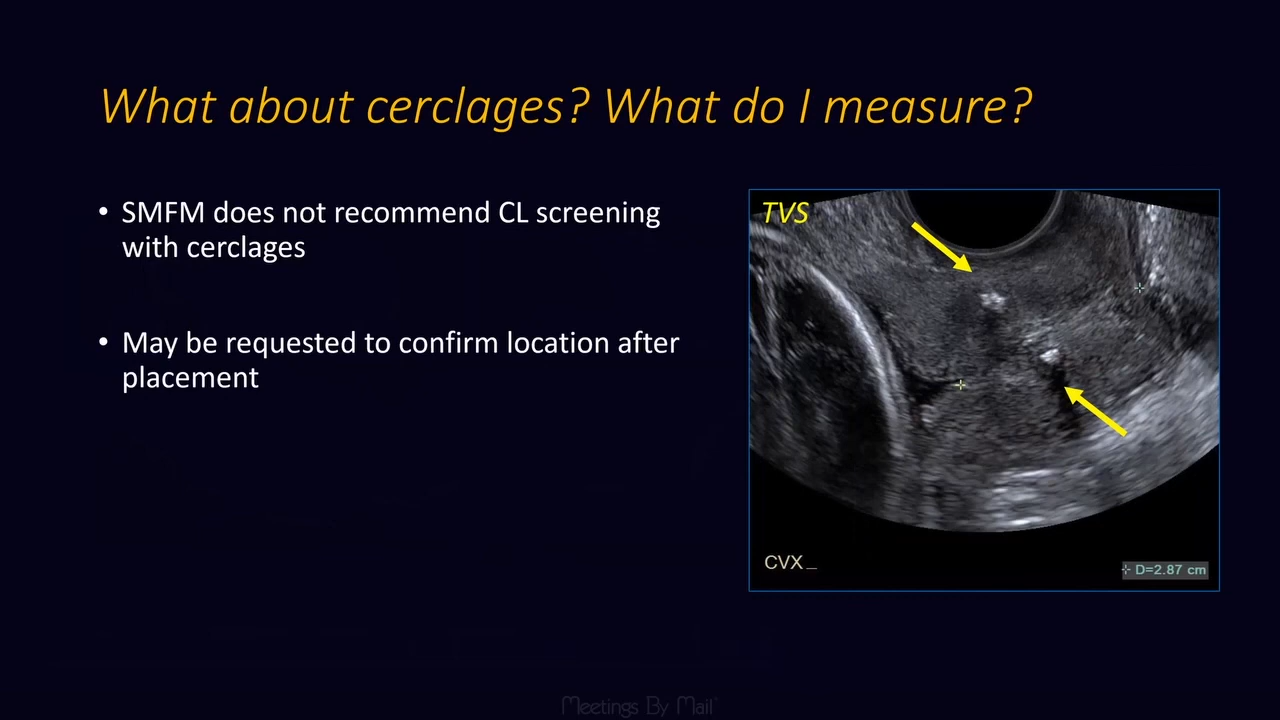 What about cerclages? What do I measure?
• SMFM does not recommend CL screening
with cerclages
• May be requested to confirm location after
placement
TVS
CVX _
D=2.87 cm
Meetings By Mail